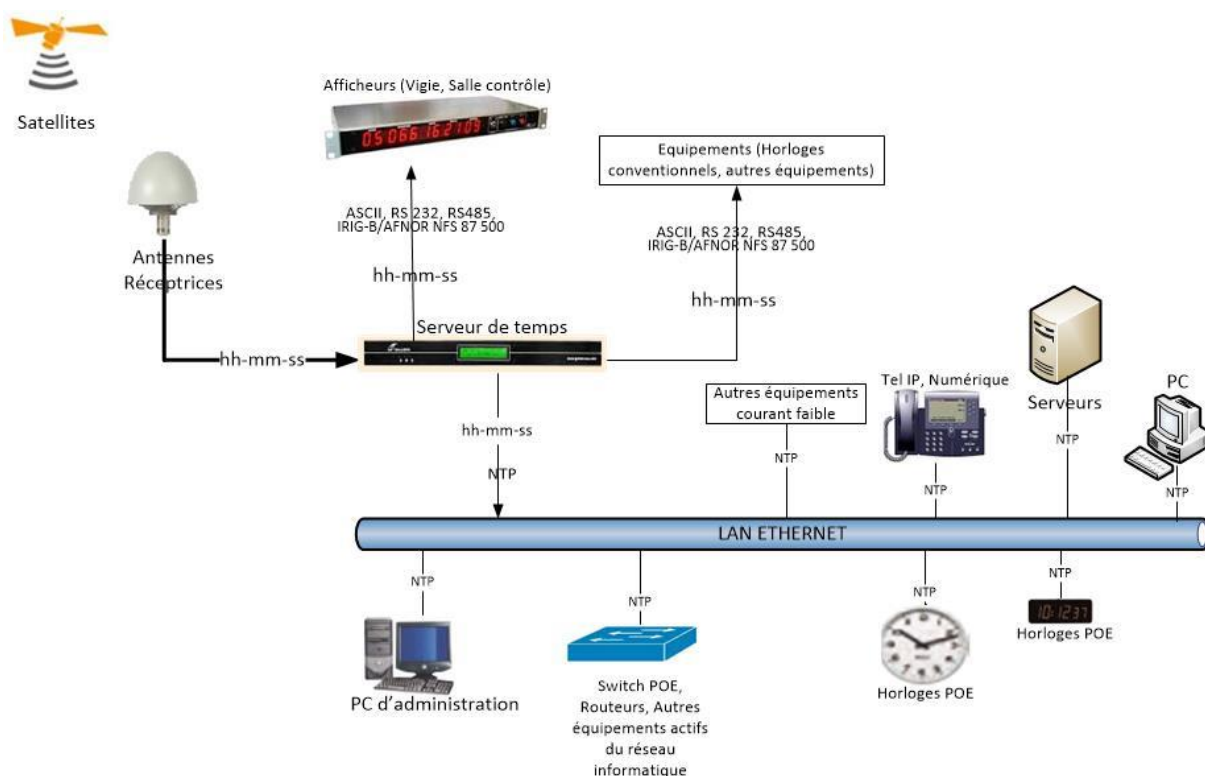 Satellites
Afficheurs (Vigie, Salle contrôle)
Equipements (Horloges
conventionnels, autres équipements)
ASCII, RS 232, RS485,
IRIG-B/AFNOR NFS 87 500
hh-mm-ss
ASCII, RS 232, RS485,
IRIG-B/AFNOR NFS 87 500
hh-mm-ss
Antennes
Réceptrices
hh-mm-ss
Serveur de temps
hh-mm-ss
NTP
Autres équipements
courant faible
NTP
Tel IP, Numérique
NTP
Serveurs
NTP
PC
NTP
LAN ETHERNET
NTP
PC d’administration
NTP
Switch POE,
Routeurs, Autres
équipements actifs
du réseau
informatique
NTP
Horloges POE
NTP
10:12 37
Horloges POE